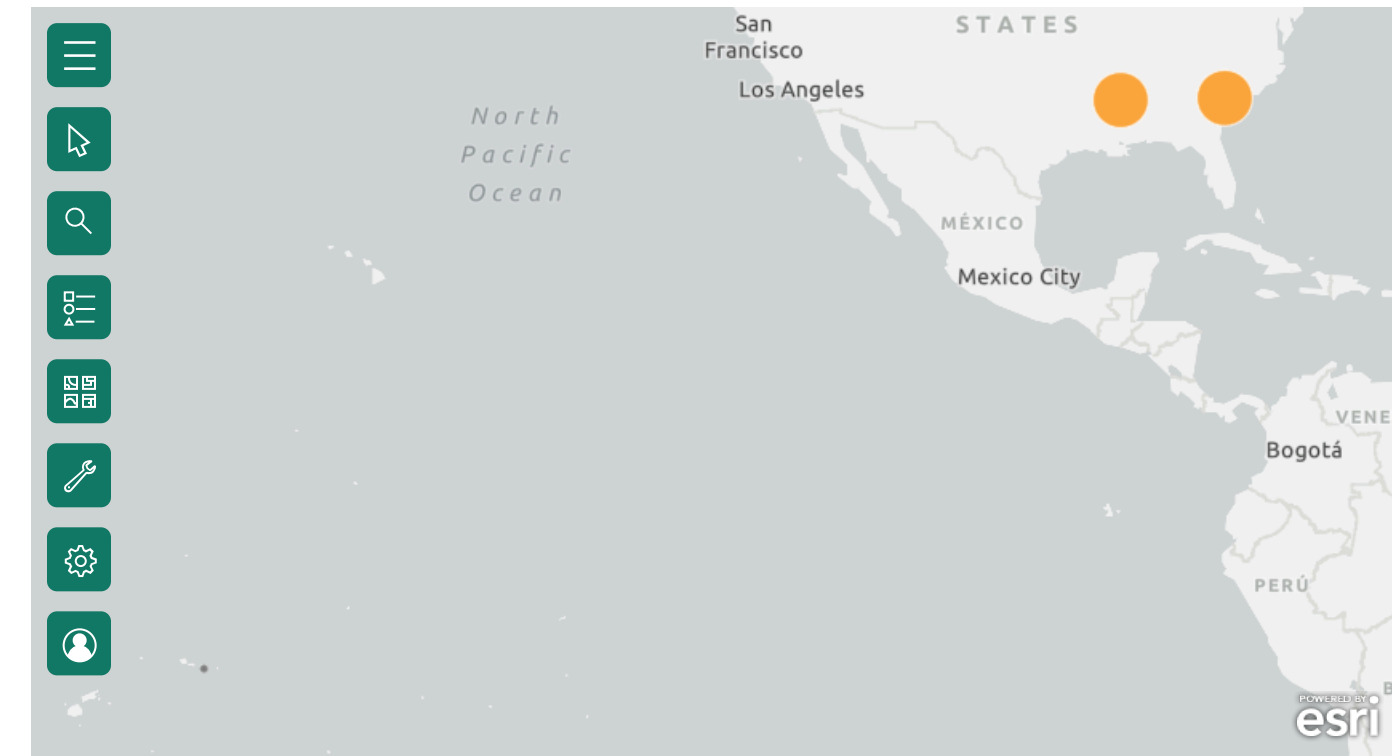 San
Francisco
STATES
Los Angeles
North
Pacific
Ocean
MÉXICO
Mexico City
VENE
Bogotá
PERÚ
B
POWERED BY
esri